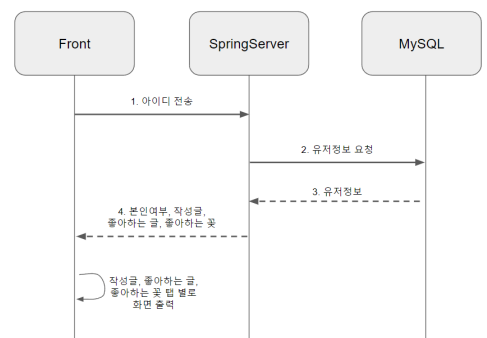 Front
SpringServer
MySQL
1. 아이디 전송
2. 유저정보 요청
3. 유저정보
4. 본인여부, 작성글,
좋아하는 글, 좋아하는 꽃
작성글, 좋아하는 글,
좋아하는 꽃 탭 별로
화면 출력